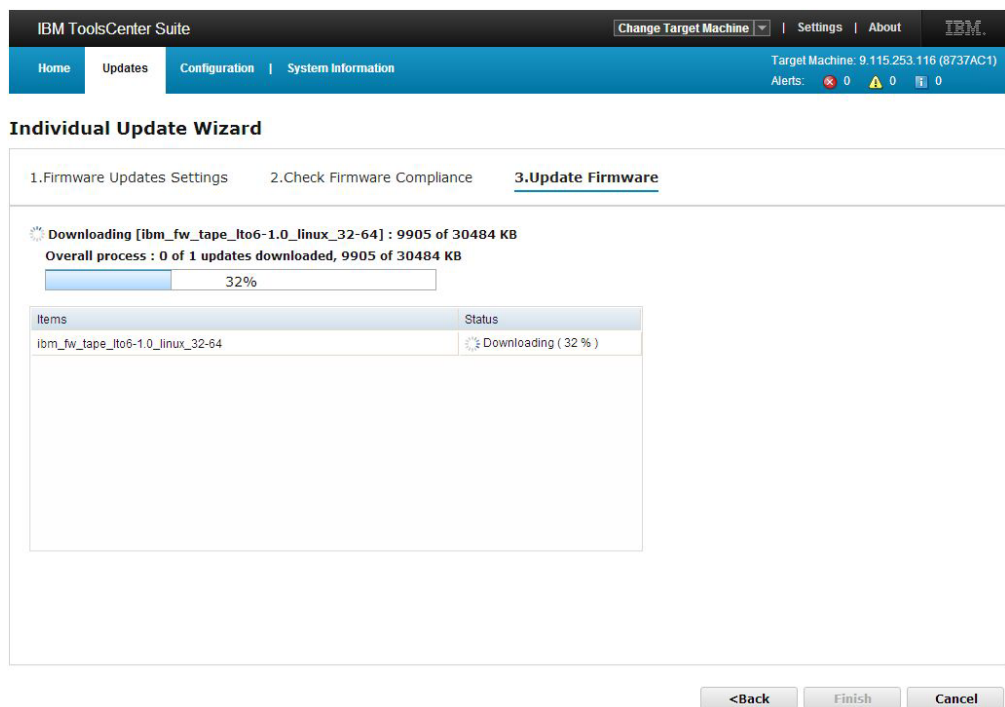 IBM ToolsCenter Suite
Change Target Machine | Settings | About IBM.
Home Updates Configuration | System Information
Target Machine: 9.115.253.116 (8737AC1)
Alerts: 0 0 0
Individual Update Wizard
1.Firmware Updates Settings 2.Check Firmware Compliance 3.Update Firmware
Downloading [ibm_fw_tape_lto6-1.0_linux_32-64] : 9905 of 30484 KB
Overall process : 0 of 1 updates downloaded, 9905 of 30484 KB
32%
Items Status
ibm_fw_tape_lto6-1.0_linux_32-64 Downloading ( 32 % )
<Back Finish Cancel